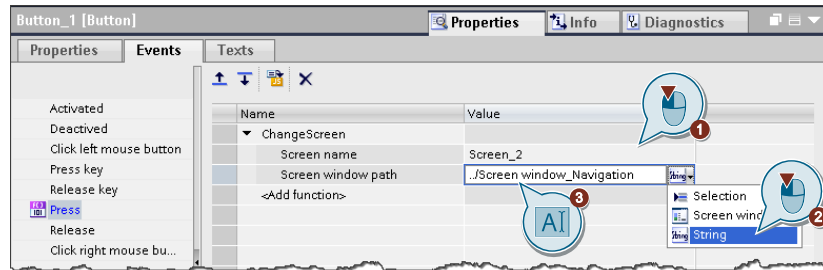 Button_1 [Button]
Properties
Info
Diagnostics
Properties
Events
Texts
Name
Value
Activated
Deactived
Click left mouse button
Press key
Release key
Press
Release
Click right mouse bu...
ChangeScreen
Screen name
Screen_2
Screen window path
../Screen window_Navigation
String
<Add function>
Selection
Screen wind
String
1
2
3
AI